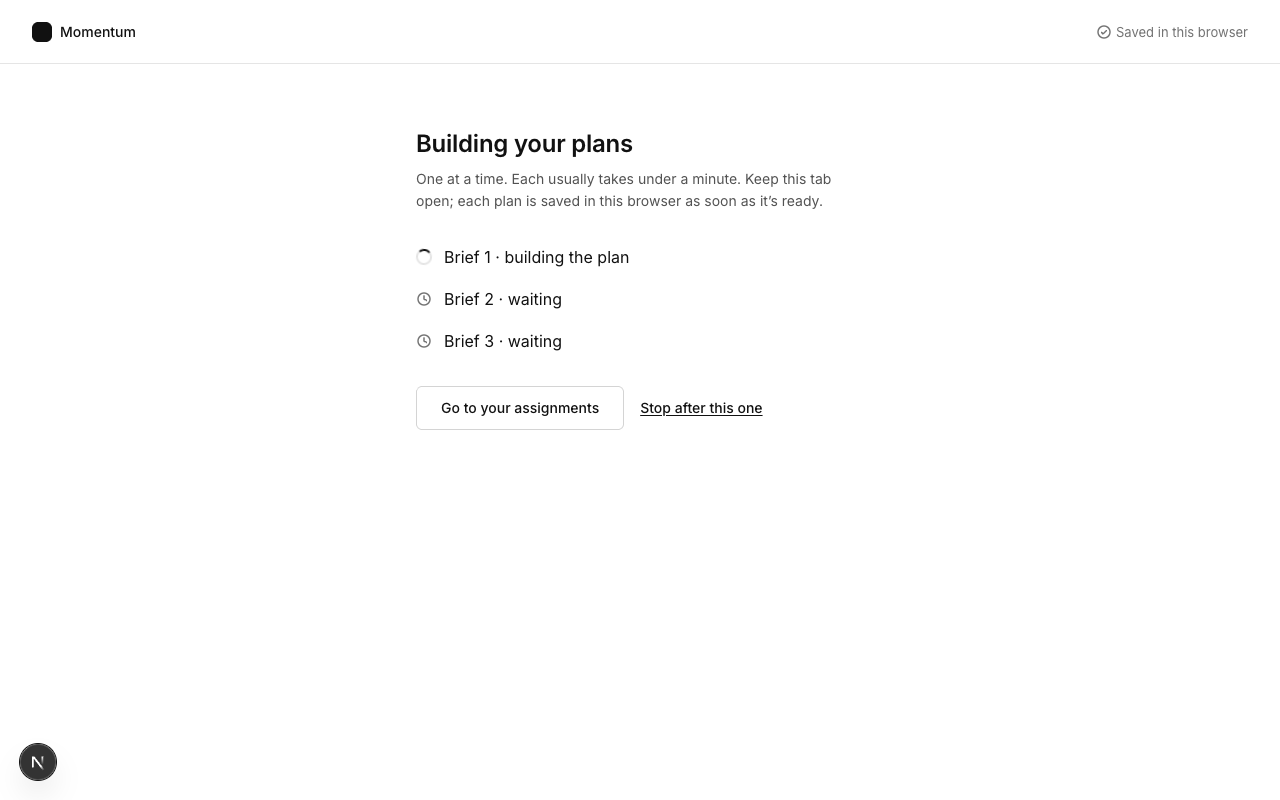 Momentum
Saved in this browser
Building your plans
One at a time. Each usually takes under a minute. Keep this tab
open; each plan is saved in this browser as soon as it’s ready.
Brief 1 · building the plan
Brief 2 · waiting
Brief 3 · waiting
Go to your assignments
Stop after this one
N